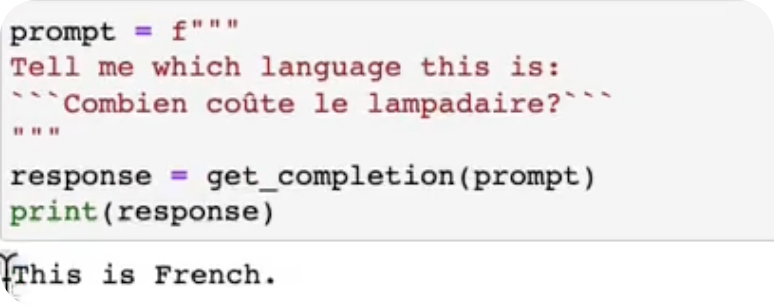 prompt = f"""
Tell me which language this is:
```Combien coûte le lampadaire?```
"""
response = get_completion(prompt)
print(response)
This is French.